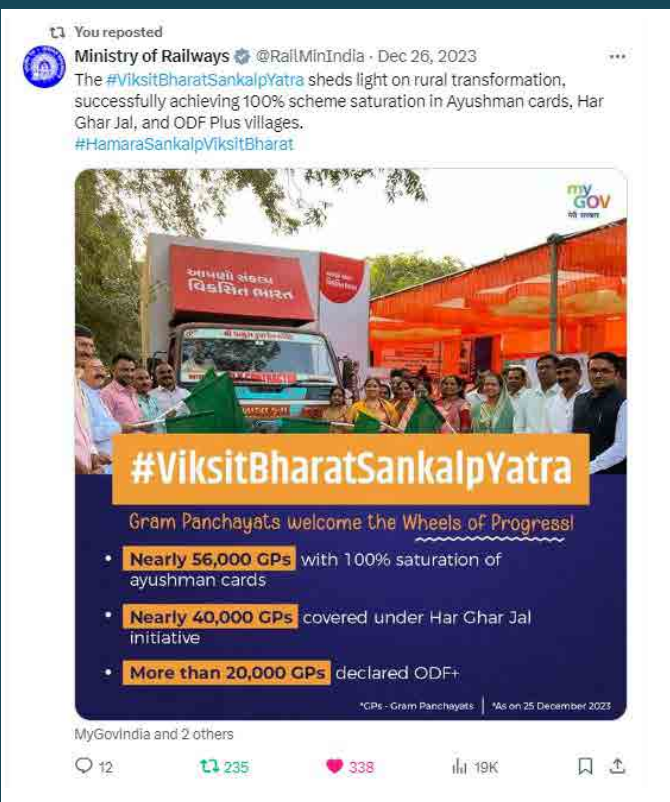 You reposted
Ministry of Railways @RailMinIndia · Dec 26, 2023
The #ViksitBharatSankalpYatra sheds light on rural transformation,
successfully achieving 100% scheme saturation in Ayushman cards, Har
Ghar Jal, and ODF Plus villages.
#HamaraSankalpViksitBharat
my
GOV
मेरी सरकार
આપણો સંકલ્પ
વિકસિત ભારત
#ViksitBharatSankalpYatra
Gram Panchayats welcome the Wheels of Progress!
• Nearly 56,000 GPs with 100% saturation of
ayushman cards
• Nearly 40,000 GPs covered under Har Ghar Jal
initiative
• More than 20,000 GPs declared ODF+
*GPs - Gram Panchayats | *As on 25 December 2023
MyGovIndia and 2 others
12 235 338 19K